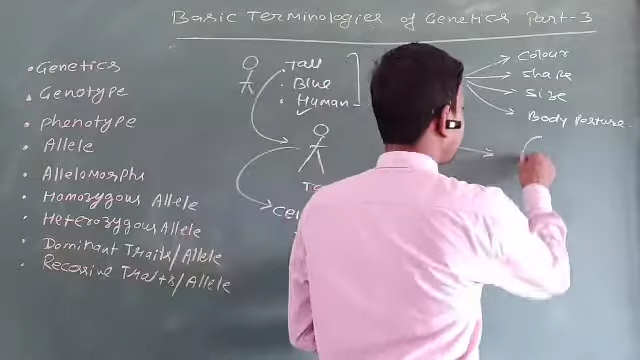 Basic Terminologies of Genetics Part-3
• Genetics
• Genotype
• phenotype
• Allele
• Allelomorphs
• Homozygous Allele
• Heterozygous Allele
• Dominant Traits/Allele
• Recessive Traits/Allele
• Tall
• Blue
• Human
Colour
Shape
Size
Body Posture